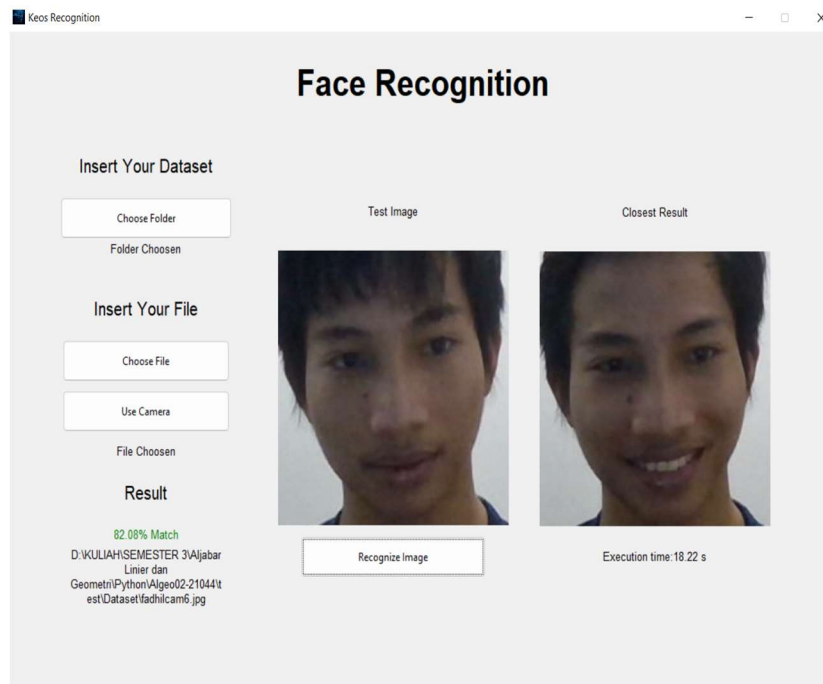 Keos Recognition
Face Recognition
Insert Your Dataset
Choose Folder
Folder Choosen
Insert Your File
Choose File
Use Camera
File Choosen
Result
82.08% Match
D:\KULIAH\SEMESTER 3\Aljabar
Linier dan
Geometri\Python\Algeo02-21044\t
est\Dataset\fadhilcam6.jpg
Test Image
Closest Result
Recognize Image
Execution time:18.22 s